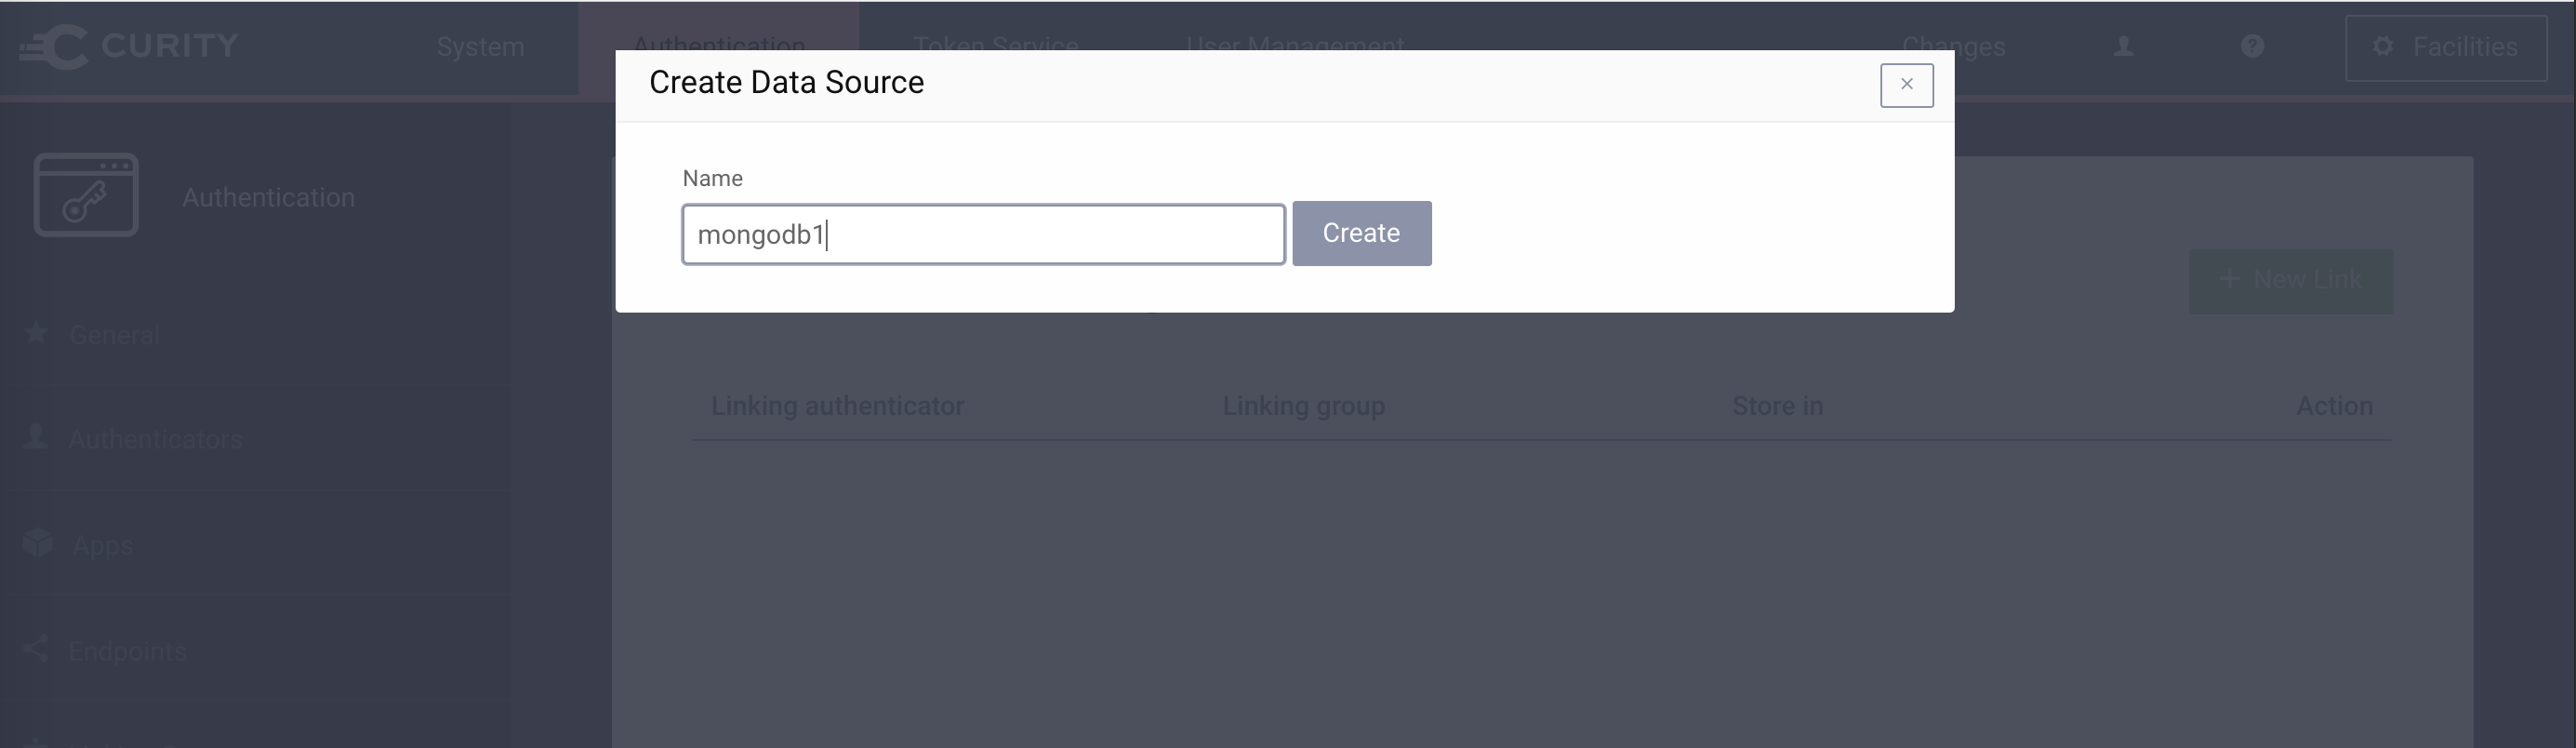 CURITY
System
Authentication
Token Service
User Management
Changes
Facilities
Create Data Source
Name
mongodb1
Create
Authentication
General
Authenticators
Apps
Endpoints
+ New Link
Linking authenticator
Linking group
Store in
Action